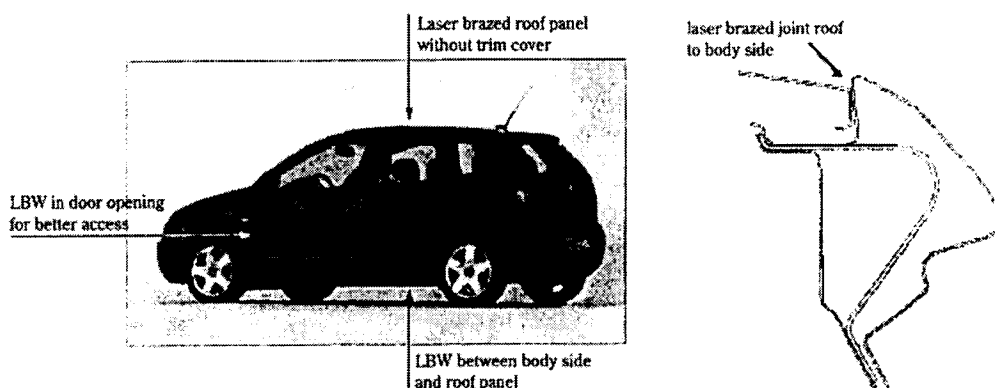 Laser brazed roof panel
without trim cover
laser brazed joint roof
to body side
LBW in door opening
for better access
LBW between body side
and roof panel